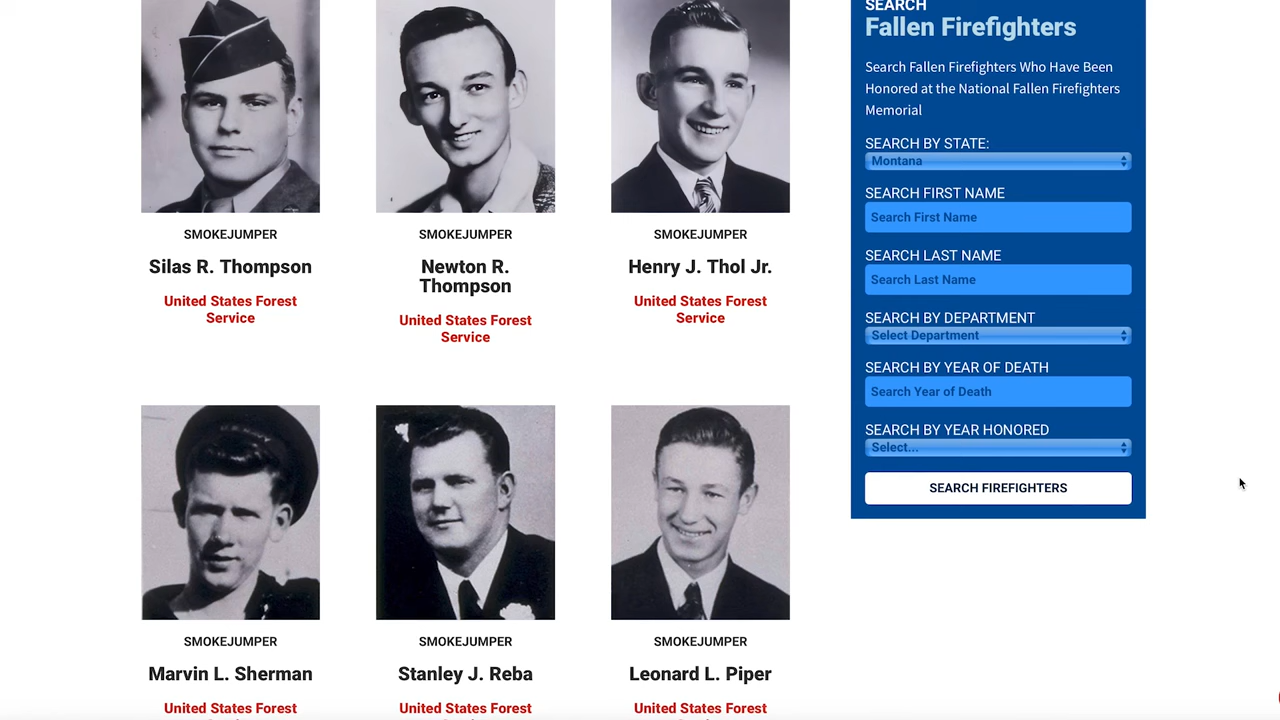 SMOKEJUMPER
Silas R. Thompson
United States Forest
Service
SMOKEJUMPER
Newton R.
Thompson
United States Forest
Service
SMOKEJUMPER
Henry J. Thol Jr.
United States Forest
Service
SMOKEJUMPER
Marvin L. Sherman
United States Forest
SMOKEJUMPER
Stanley J. Reba
United States Forest
SMOKEJUMPER
Leonard L. Piper
United States Forest
SEARCH
Fallen Firefighters
Search Fallen Firefighters Who Have Been
Honored at the National Fallen Firefighters
Memorial
SEARCH BY STATE:
Montana
SEARCH FIRST NAME
Search First Name
SEARCH LAST NAME
Search Last Name
SEARCH BY DEPARTMENT
Select Department
SEARCH BY YEAR OF DEATH
Search Year of Death
SEARCH BY YEAR HONORED
Select...
SEARCH FIREFIGHTERS